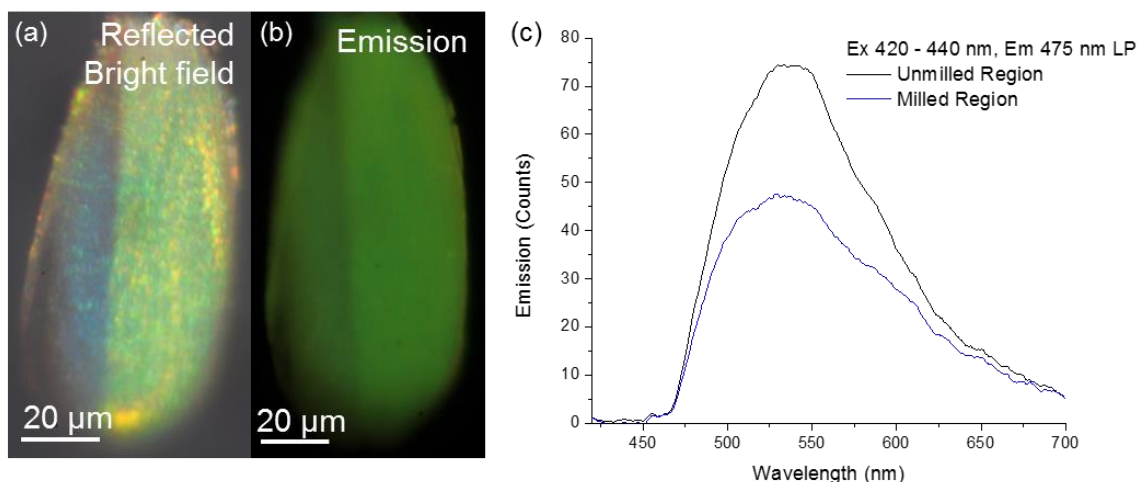 (a) Reflected
Bright field
20 µm
(b) Emission
20 µm
(c)
Ex 420 - 440 nm, Em 475 nm LP
Unmilled Region
Milled Region
Emission (Counts)
80
70
60
50
40
30
20
10
0
450 500 550 600 650 700
Wavelength (nm)